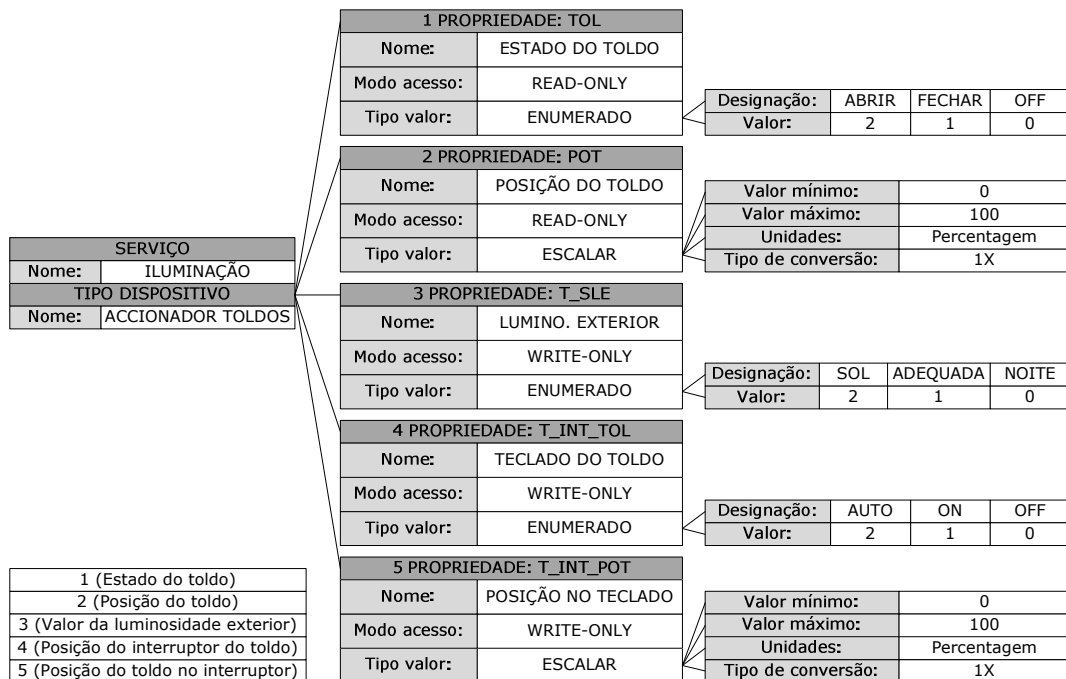 SERVIÇO
Nome: ILUMINAÇÃO
TIPO DISPOSITIVO
Nome: ACCIONADOR TOLDOS
1 PROPRIEDADE: TOL
Nome: ESTADO DO TOLDO
Modo acesso: READ-ONLY
Tipo valor: ENUMERADO
Designação: ABRIR FECHAR OFF
Valor: 2 1 0
2 PROPRIEDADE: POT
Nome: POSIÇÃO DO TOLDO
Modo acesso: READ-ONLY
Tipo valor: ESCALAR
Valor mínimo: 0
Valor máximo: 100
Unidades: Percentagem
Tipo de conversão: 1X
3 PROPRIEDADE: T_SLE
Nome: LUMINO. EXTERIOR
Modo acesso: WRITE-ONLY
Tipo valor: ENUMERADO
Designação: SOL ADEQUADA NOITE
Valor: 2 1 0
4 PROPRIEDADE: T_INT_TOL
Nome: TECLADO DO TOLDO
Modo acesso: WRITE-ONLY
Tipo valor: ENUMERADO
Designação: AUTO ON OFF
Valor: 2 1 0
5 PROPRIEDADE: T_INT_POT
Nome: POSIÇÃO NO TECLADO
Modo acesso: WRITE-ONLY
Tipo valor: ESCALAR
Valor mínimo: 0
Valor máximo: 100
Unidades: Percentagem
Tipo de conversão: 1X
1 (Estado do toldo)
2 (Posição do toldo)
3 (Valor da luminosidade exterior)
4 (Posição do interruptor do toldo)
5 (Posição do toldo no interruptor)